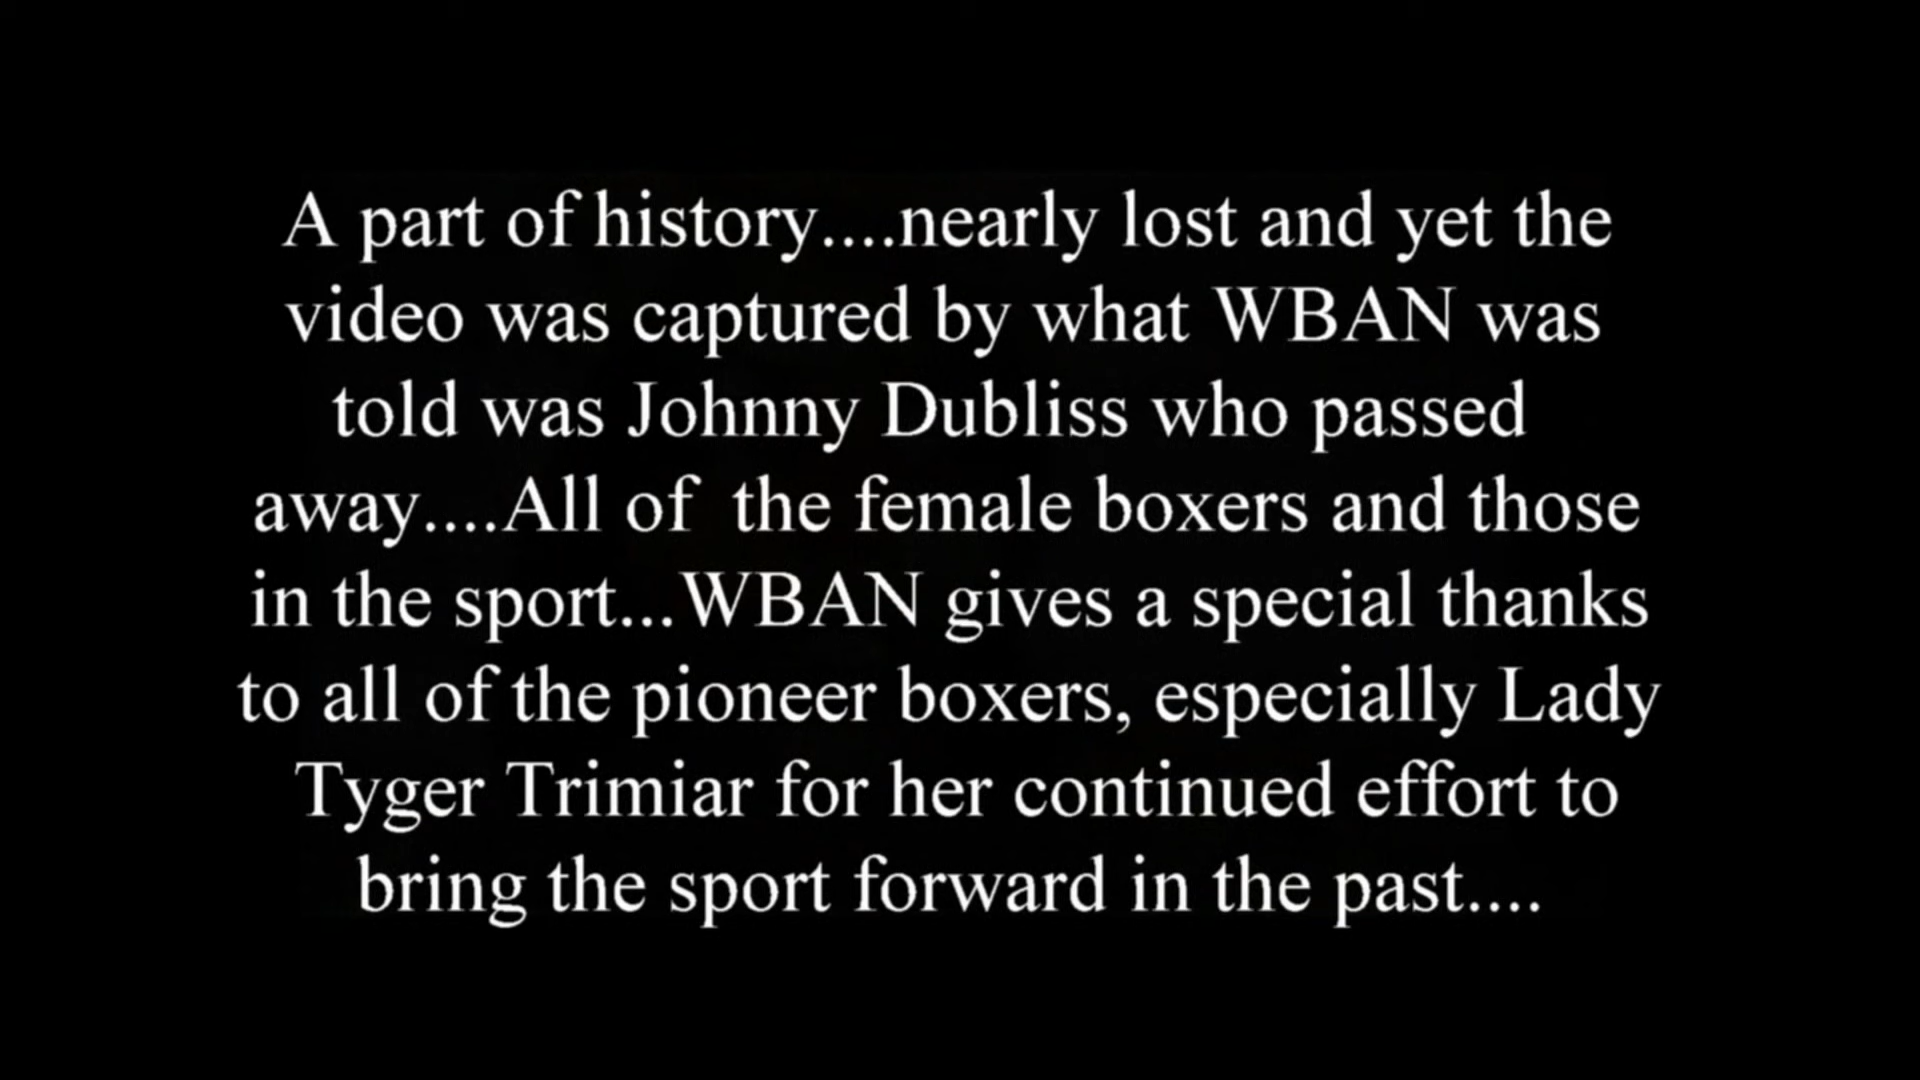 A part of history....nearly lost and yet the
video was captured by what WBAN was
told was Johnny Dubliss who passed
away....All of  the female boxers and those
in the sport...WBAN gives a special thanks
to all of the pioneer boxers, especially Lady
Tyger Trimiar for her continued effort to
bring the sport forward in the past....